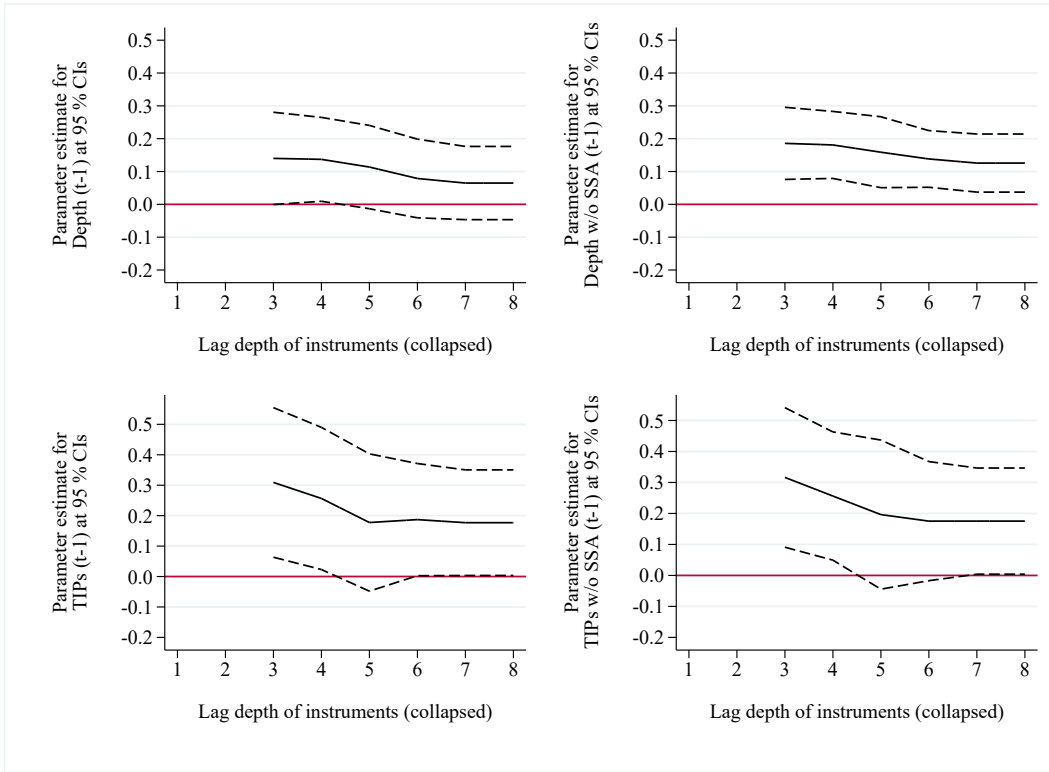 Parameter estimate for
Depth (t-1) at 95 % CIs
0.5
0.4
0.3
0.2
0.1
0.0
-0.1
-0.2
1 2 3 4 5 6 7 8
Lag depth of instruments (collapsed)
Parameter estimate for
Depth w/o SSA (t-1) at 95 % CIs
0.5
0.4
0.3
0.2
0.1
0.0
-0.1
-0.2
1 2 3 4 5 6 7 8
Lag depth of instruments (collapsed)
Parameter estimate for
TIPs (t-1) at 95 % CIs
0.5
0.4
0.3
0.2
0.1
0.0
-0.1
-0.2
1 2 3 4 5 6 7 8
Lag depth of instruments (collapsed)
Parameter estimate for
TIPs w/o SSA (t-1) at 95 % CIs
0.5
0.4
0.3
0.2
0.1
0.0
-0.1
-0.2
1 2 3 4 5 6 7 8
Lag depth of instruments (collapsed)